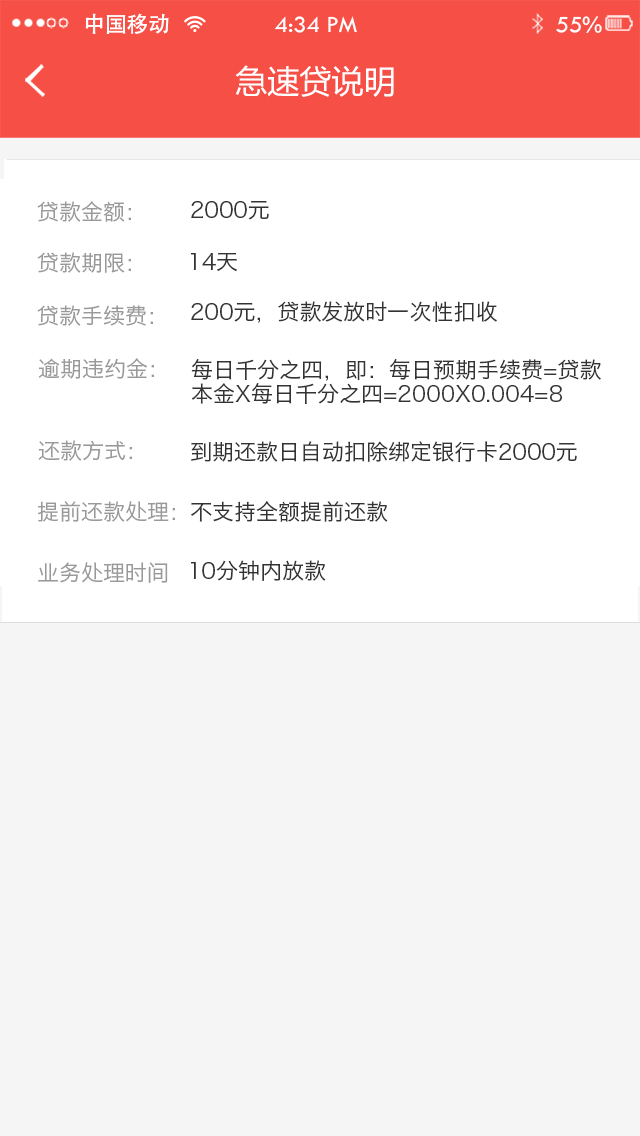 中国移动 4:34 PM 55%
急速贷说明
贷款金额： 2000元
贷款期限： 14天
贷款手续费： 200元，贷款发放时一次性扣收
逾期违约金： 每日千分之四，即：每日预期手续费=贷款
本金X每日千分之四=2000X0.004=8
还款方式： 到期还款日自动扣除绑定银行卡2000元
提前还款处理： 不支持全额提前还款
业务处理时间 10分钟内放款